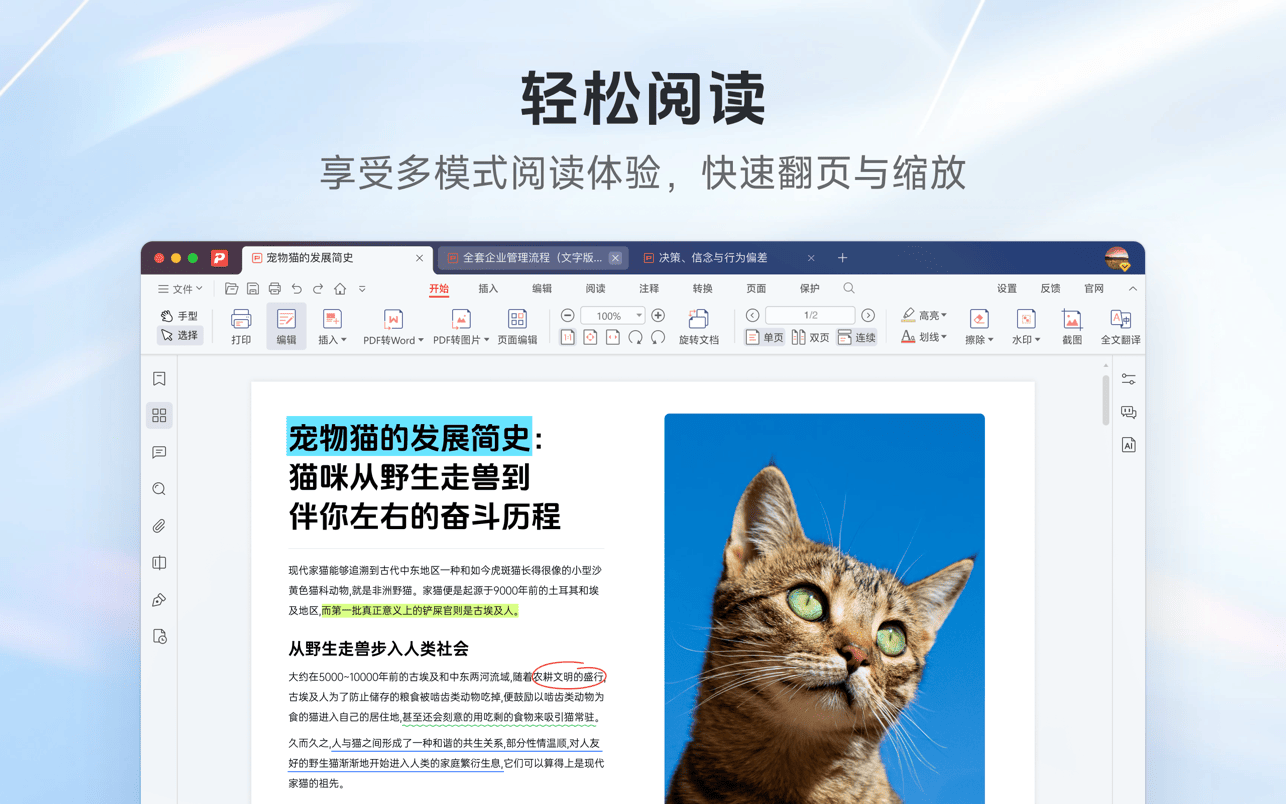 轻松阅读
享受多模式阅读体验，快速翻页与缩放
宠物猫的发展简史
全套企业管理流程（文字版...
决策、信念与行为偏差
文件
开始 插入 编辑 阅读 注释 转换 页面 保护
设置 反馈 官网
手型
选择
打印
编辑
插入
PDF转Word
PDF转图片
页面编辑
100%
1:1
旋转文档
1/2
单页 双页 连续
高亮
划线
擦除
水印
截图
全文翻译
宠物猫的发展简史：
猫咪从野生走兽到
伴你左右的奋斗历程
现代家猫能够追溯到古代中东地区一种和如今虎斑猫长得很像的小型沙
黄色猫科动物,就是非洲野猫。家猫便是起源于9000年前的土耳其和埃
及地区,而第一批真正意义上的铲屎官则是古埃及人。
从野生走兽步入人类社会
大约在5000~10000年前的古埃及和中东两河流域,随着农耕文明的盛行,
古埃及人为了防止储存的粮食被啮齿类动物吃掉,便鼓励以啮齿类动物为
食的猫进入自己的居住地,甚至还会刻意的用吃剩的食物来吸引猫常驻。
久而久之,人与猫之间形成了一种和谐的共生关系,部分性情温顺,对人友
好的野生猫渐渐地开始进入人类的家庭繁衍生息,它们可以算得上是现代
家猫的祖先。
AI